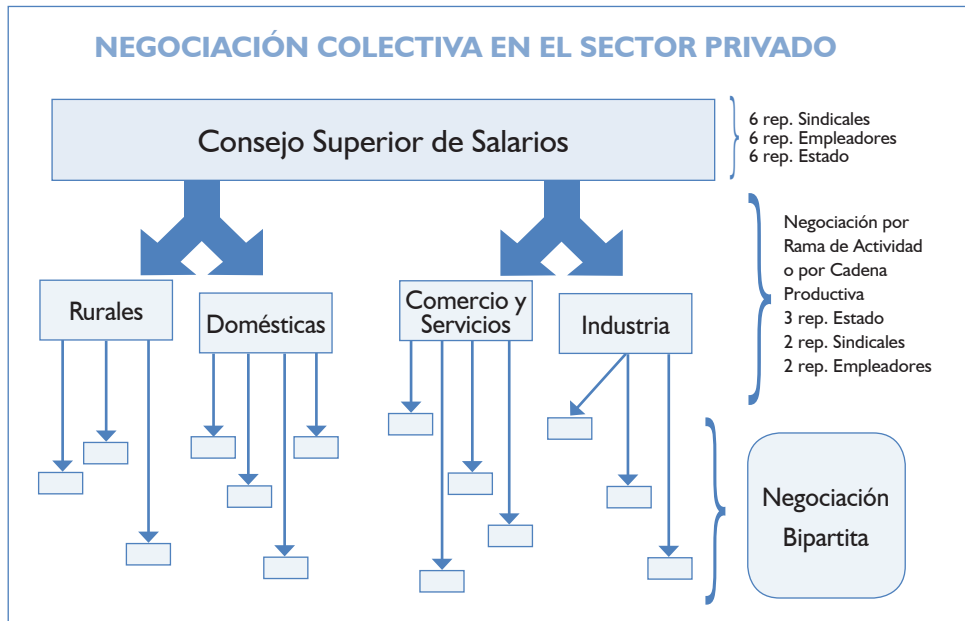 NEGOCIACIÓN COLECTIVA EN EL SECTOR PRIVADO
Consejo Superior de Salarios
6 rep. Sindicales
6 rep. Empleadores
6 rep. Estado
Negociación por
Rama de Actividad
o por Cadena
Productiva
3 rep. Estado
2 rep. Sindicales
2 rep. Empleadores
Rurales
Domésticas
Comercio y
Servicios
Industria
Negociación
Bipartita